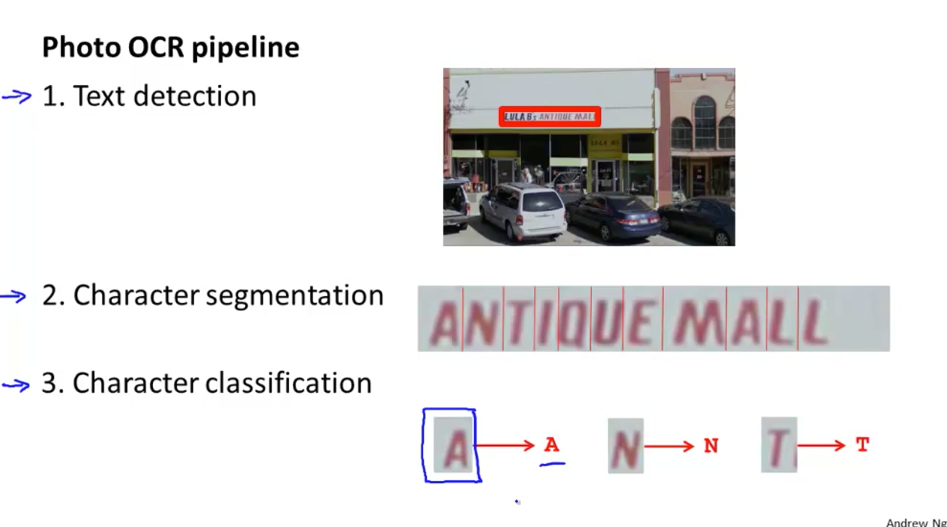 Photo OCR pipeline
1. Text detection
LULA B's ANTIQUE MALL
LULA B's
2. Character segmentation
ANTIQUE MALL
3. Character classification
A → A N → N T → T
Andrew Ng